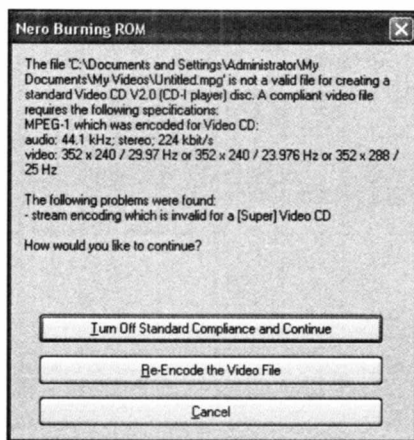 Nero Burning ROM
The file 'C:\Documents and Settings\Administrator\My
Documents\My Videos\Untitled.mpg' is not a valid file for creating a
standard Video CD V2.0 (CD-I player) disc. A compliant video file
requires the following specifications:
MPEG-1 which was encoded for Video CD:
audio: 44.1 kHz; stereo; 224 kbit/s
video: 352 x 240 / 29.97 Hz or 352 x 240 / 23.976 Hz or 352 x 288 /
25 Hz
The following problems were found:
- stream encoding which is invalid for a [Super] Video CD
How would you like to continue?
Turn Off Standard Compliance and Continue
Re-Encode the Video File
Cancel